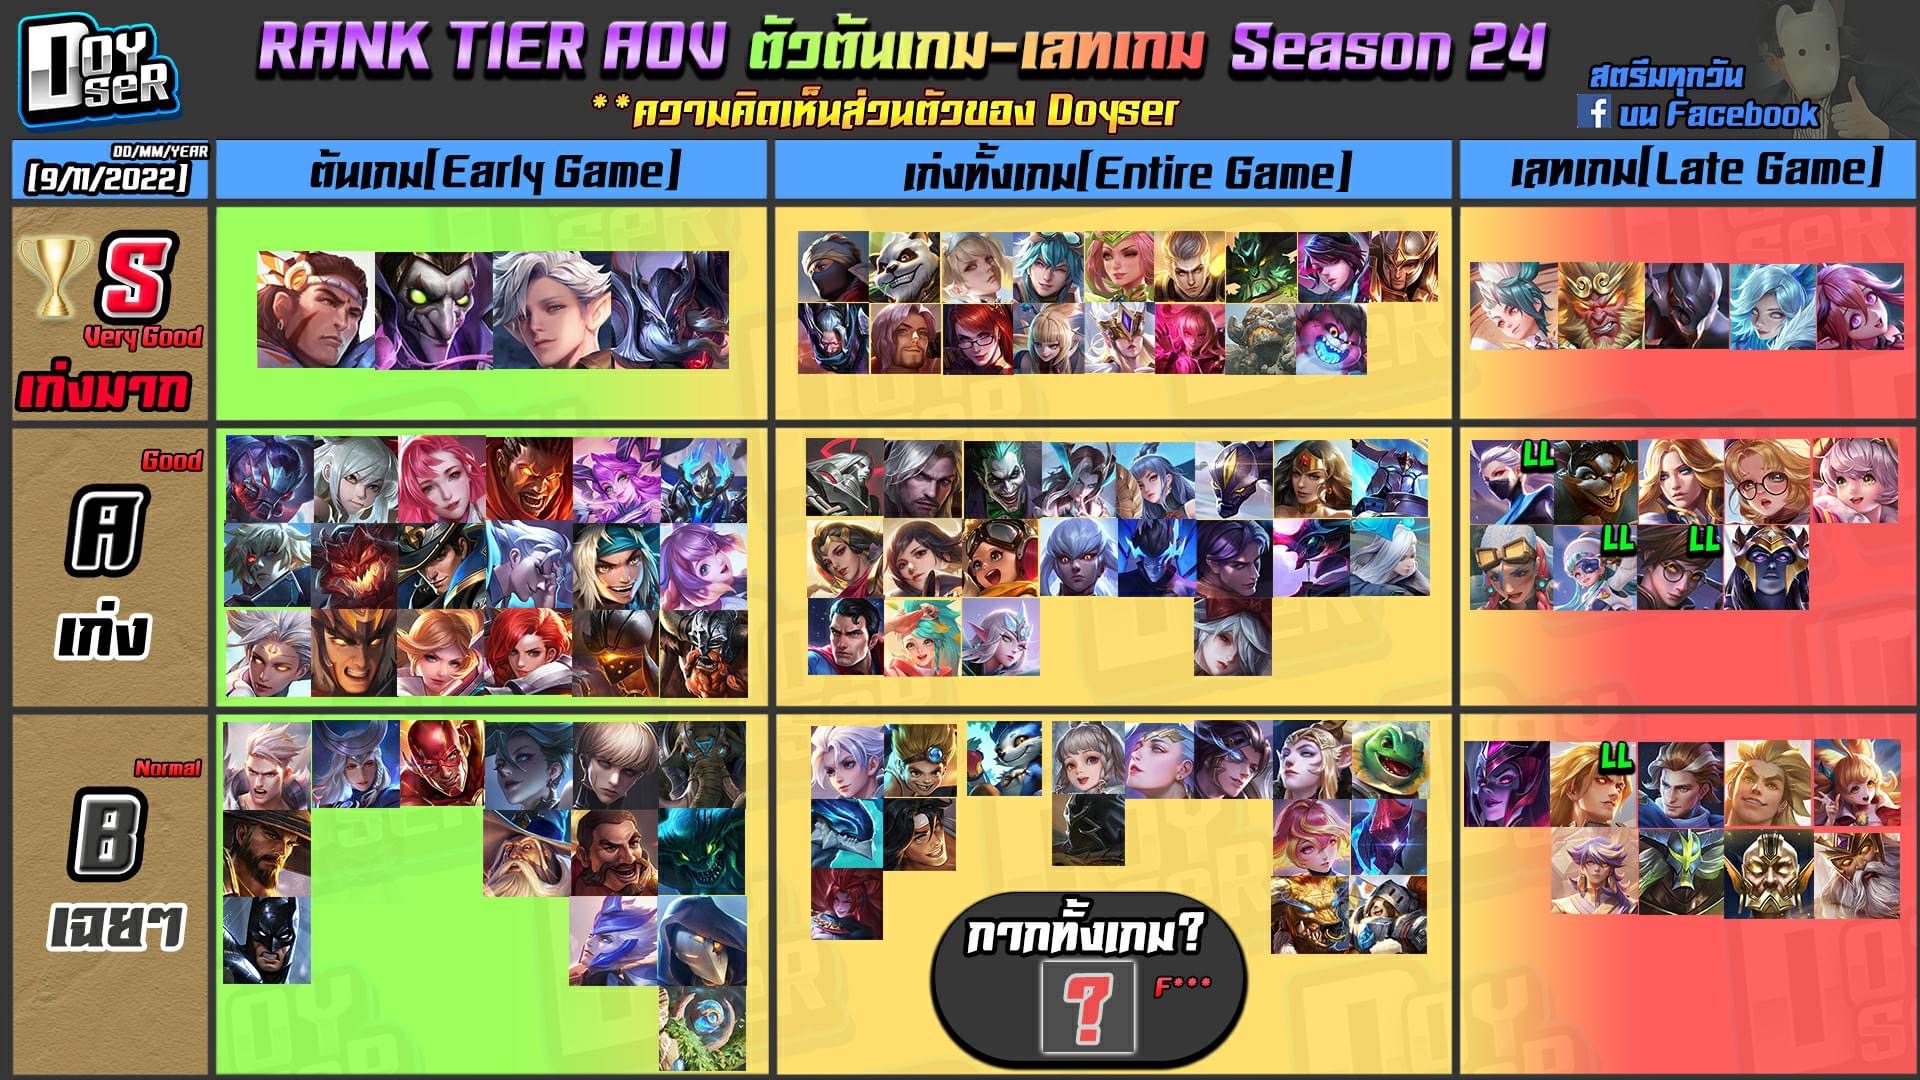 DOYSER
RANK TIER AOV ตัวต้นเกม-เลทเกม Season 24
**ความคิดเห็นส่วนตัวของ Doyser
สตรีมทุกวัน
f บน Facebook
DD/MM/YEAR
[9/11/2022]
ต้นเกม[Early Game]
เก่งทั้งเกม[Entire Game]
เลทเกม[Late Game]
S
Very Good
เก่งมาก
Good
A
เก่ง
LL
LL
LL
Normal
B
เฉยๆ
LL
กากทั้งเกม?
?
F***